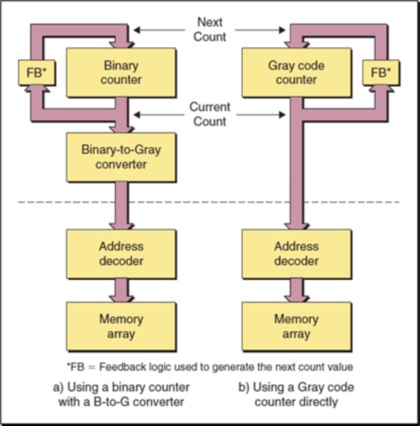 Next
Count
FB*
Binary
counter
Gray code
counter
FB*
Current
Count
Binary-to-Gray
converter
Address
decoder
Address
decoder
Memory
array
Memory
array
*FB = Feedback logic used to generate the next count value
a) Using a binary counter
with a B-to-G converter
b) Using a Gray code
counter directly